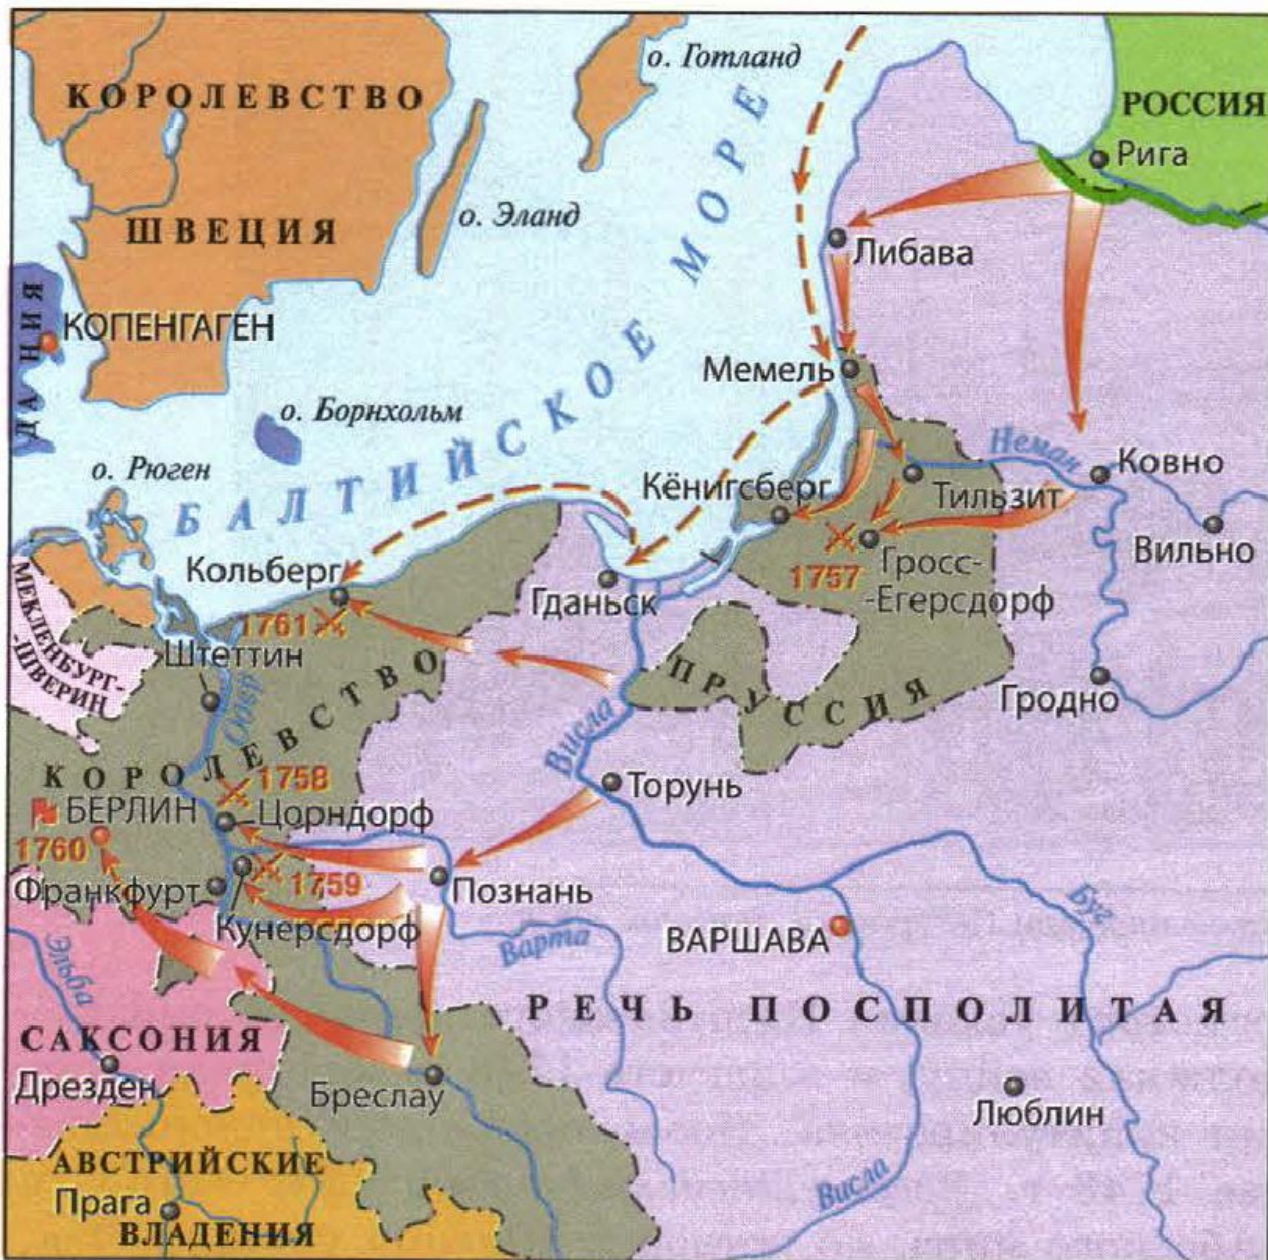 о. Готланд
КОРОЛЕВСТВО
РОССИЯ
Рига
о. Эланд
ШВЕЦИЯ
Либава
ДАНИЯ
КОПЕНГАГЕН
БАЛТИЙСКОЕ МОРЕ
Мемель
о. Борнхольм
о. Рюген
Неман
Ковно
Кёнигсберг
Тильзит
Вильно
Кольберг
1757
Гросс-
-Егерсдорф
Гданьск
МЕКЛЕНБУРГ-
-ШВЕРИН
1761
Штеттин
Одер
КОРОЛЕВСТВО
ПРУССИЯ
Гродно
Висла
1758
Торунь
БЕРЛИН
Цорндорф
1760
1759
Франкфурт
Познань
Кунерсдорф
Варта
ВАРШАВА
Буг
Эльба
РЕЧЬ ПОСПОЛИТАЯ
САКСОНИЯ
Дрезден
Бреслау
Люблин
АВСТРИЙСКИЕ
Прага
ВЛАДЕНИЯ
Висла